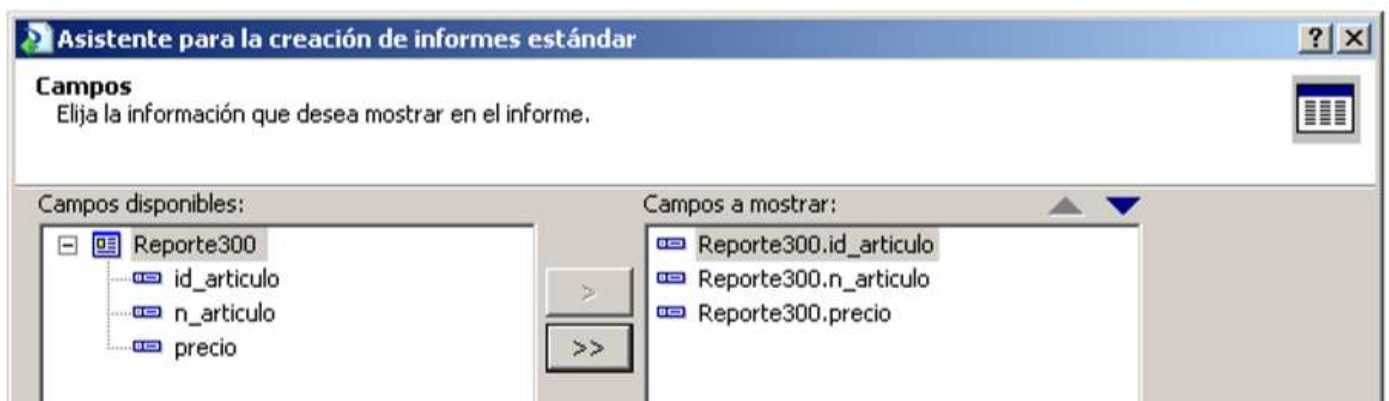 Asistente para la creación de informes estándar
Campos
Elija la información que desea mostrar en el informe.
Campos disponibles:
Reporte300
id_articulo
n_articulo
precio
>
>>
Campos a mostrar:
Reporte300.id_articulo
Reporte300.n_articulo
Reporte300.precio